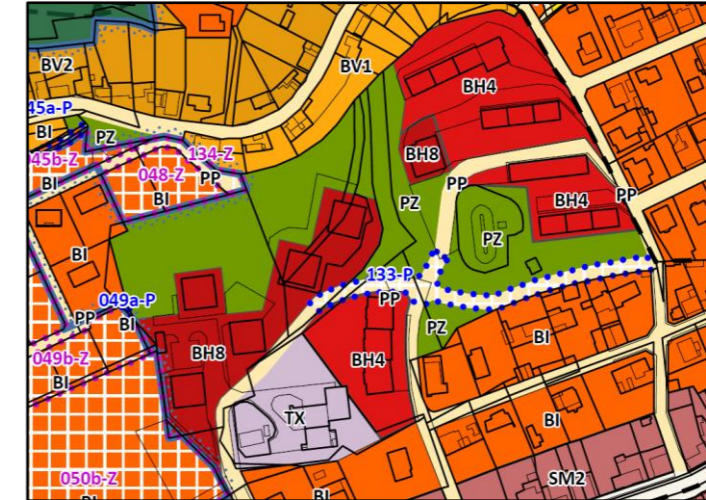 BV2
BV1
BH4
45a-P
BI
PZ
134-Z
BH8
45b-Z
048-Z
PP
PP
PP
BI
PZ
BH4
BI
BI
PZ
133-P
049a-P
PP
PP
BI
PZ
BI
049b-Z
BH8
BH4
BI
TX
BI
050b-Z
SM2
BI